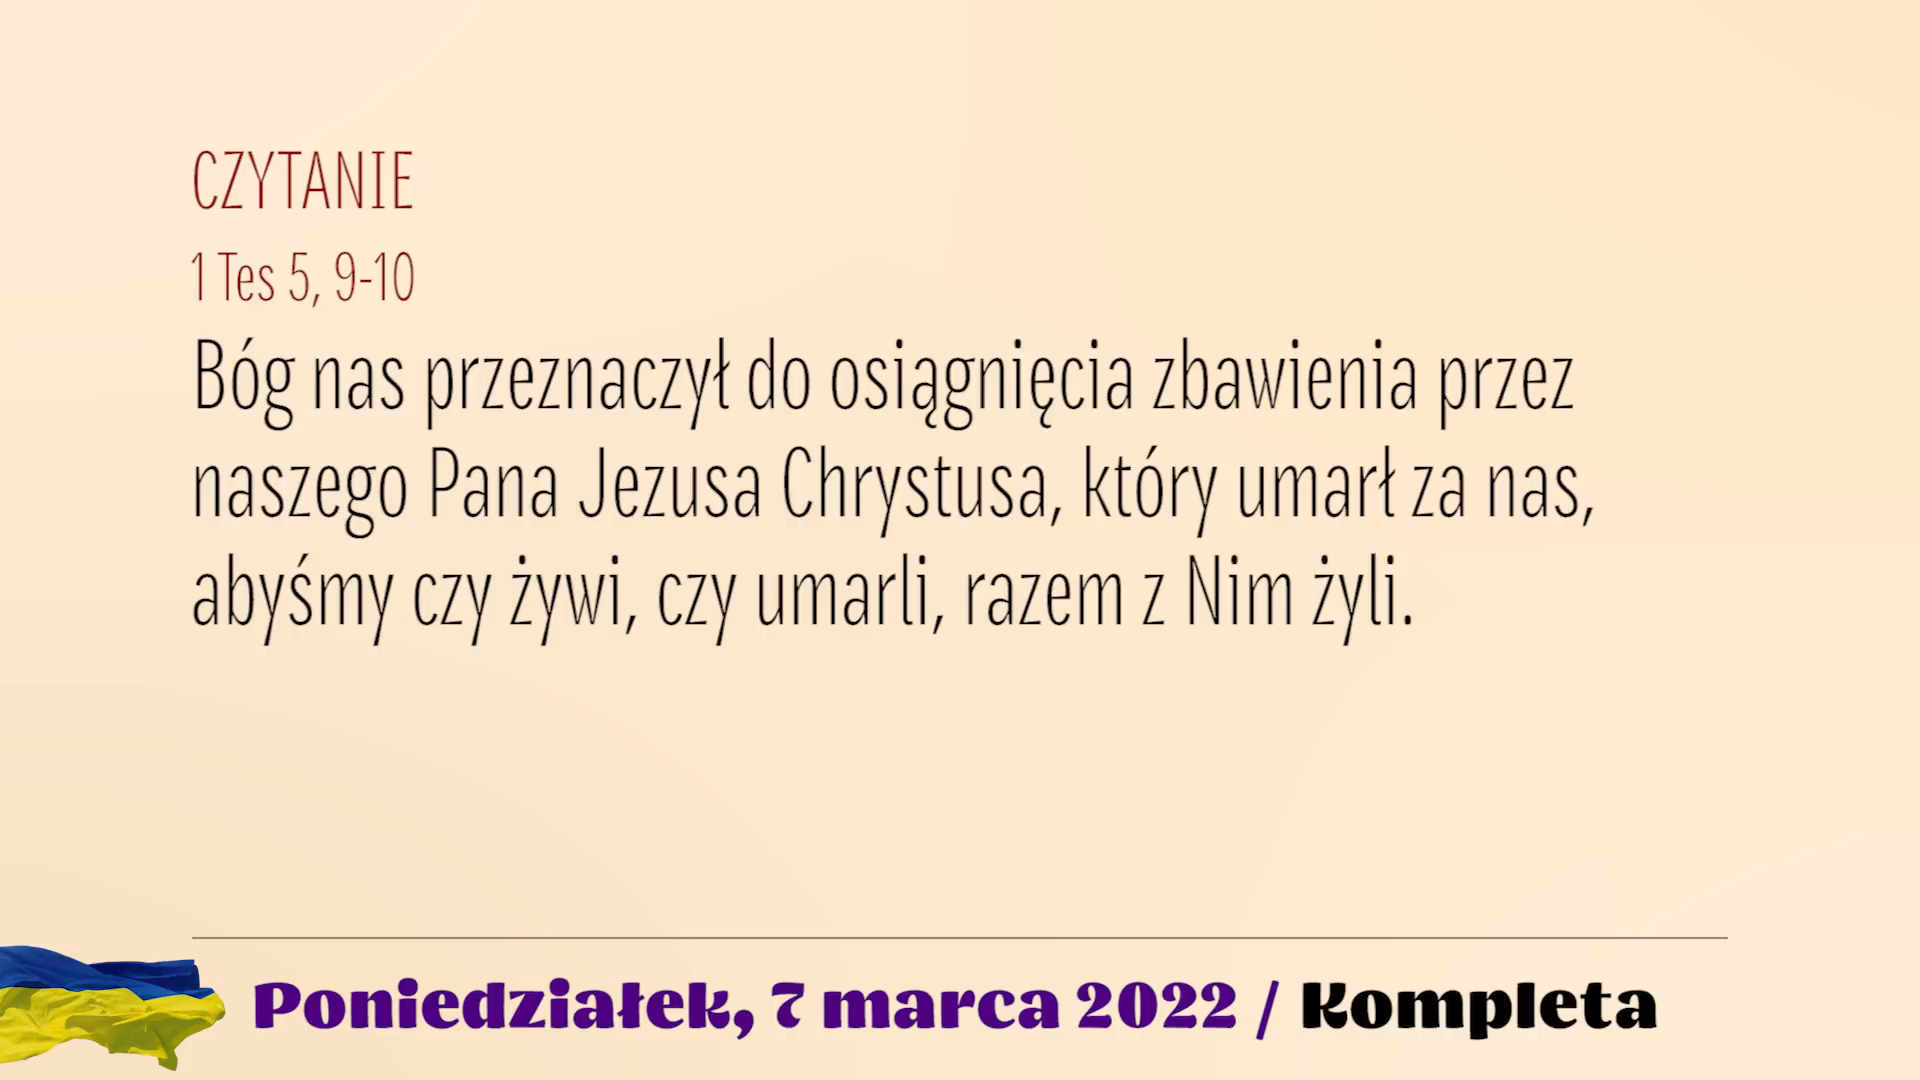 CZYTANIE
1 Tes 5, 9-10
Bóg nas przeznaczył do osiągnięcia zbawienia przez
naszego Pana Jezusa Chrystusa, który umarł za nas,
abyśmy czy żywi, czy umarli, razem z Nim żyli.
Poniedziałek, 7 marca 2022 / Kompleta